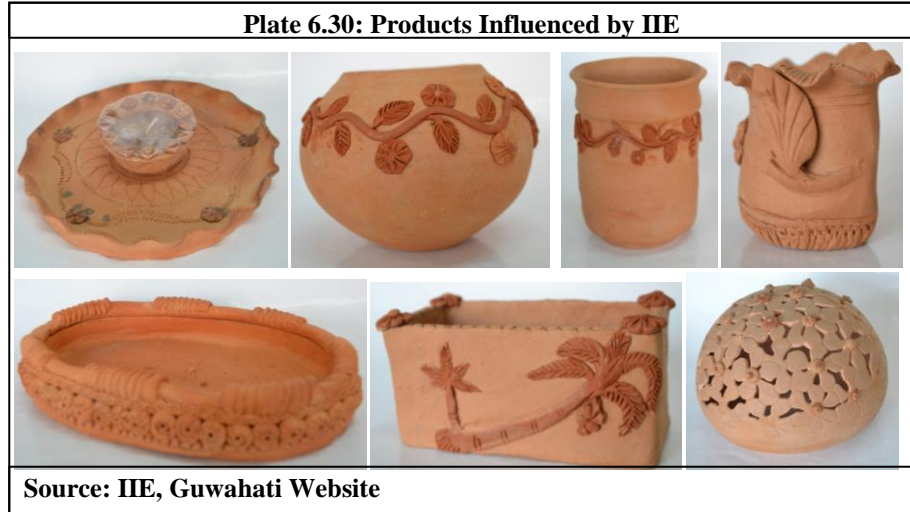 Plate 6.30: Products Influenced by IIE
Source: IIE, Guwahati Website